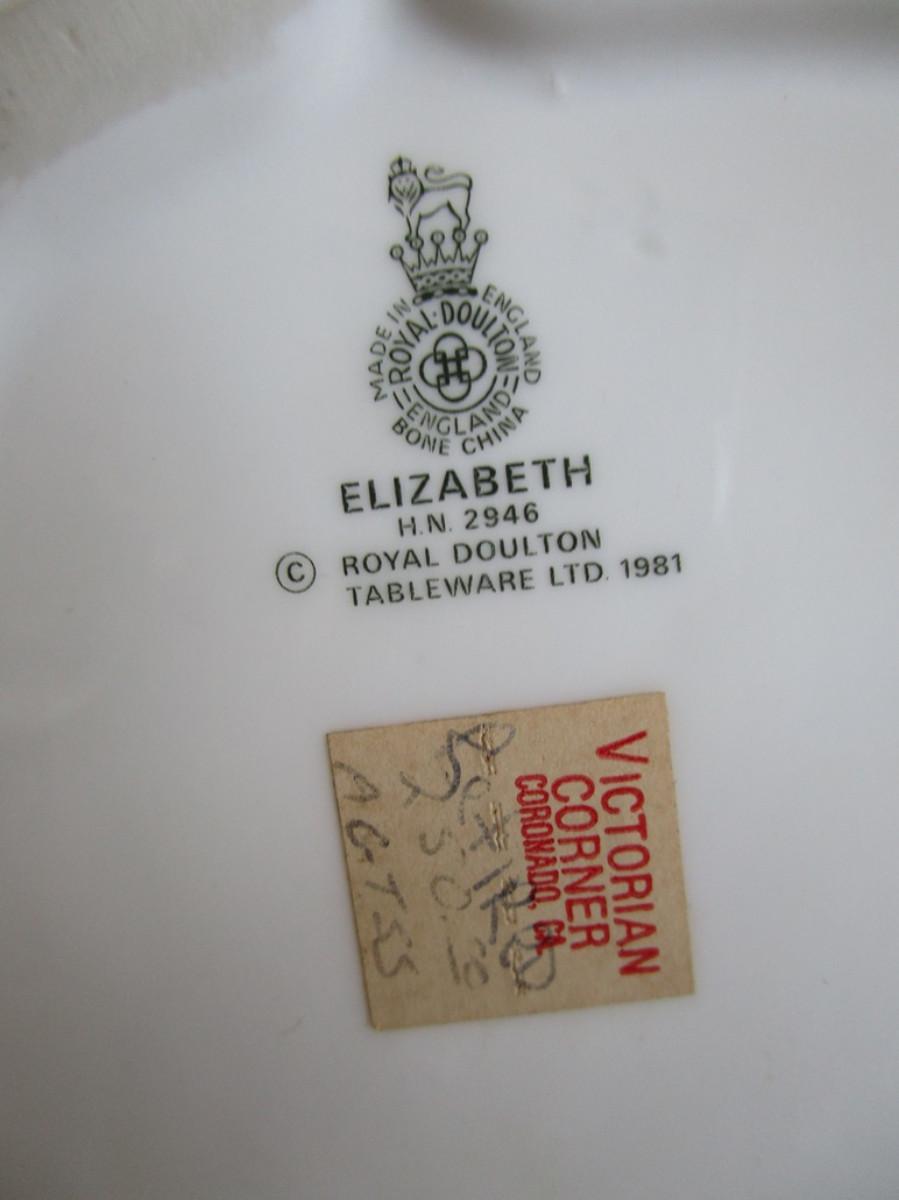 MADE IN ENGLAND
ROYAL·DOULTON
ENGLAND
BONE CHINA
ELIZABETH
H.N. 2946
© ROYAL DOULTON
TABLEWARE LTD. 1981
VICTORIAN
CORNER
CORONADO, CA